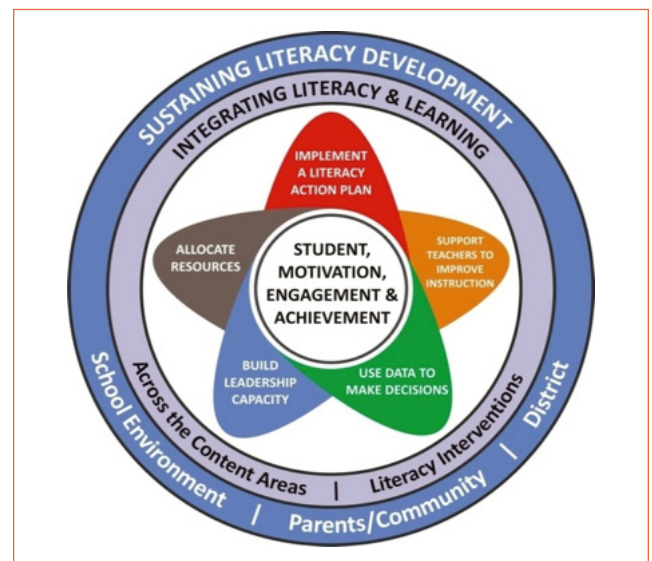 SUSTAINING LITERACY DEVELOPMENT
INTEGRATING LITERACY & LEARNING
IMPLEMENT
A LITERACY
ACTION PLAN
ALLOCATE
RESOURCES
STUDENT,
MOTIVATION,
ENGAGEMENT &
ACHIEVEMENT
SUPPORT
TEACHERS TO
IMPROVE
INSTRUCTION
BUILD
LEADERSHIP
CAPACITY
USE DATA TO
MAKE DECISIONS
Across the Content Areas | Literacy Interventions
School Environment | Parents/Community | District